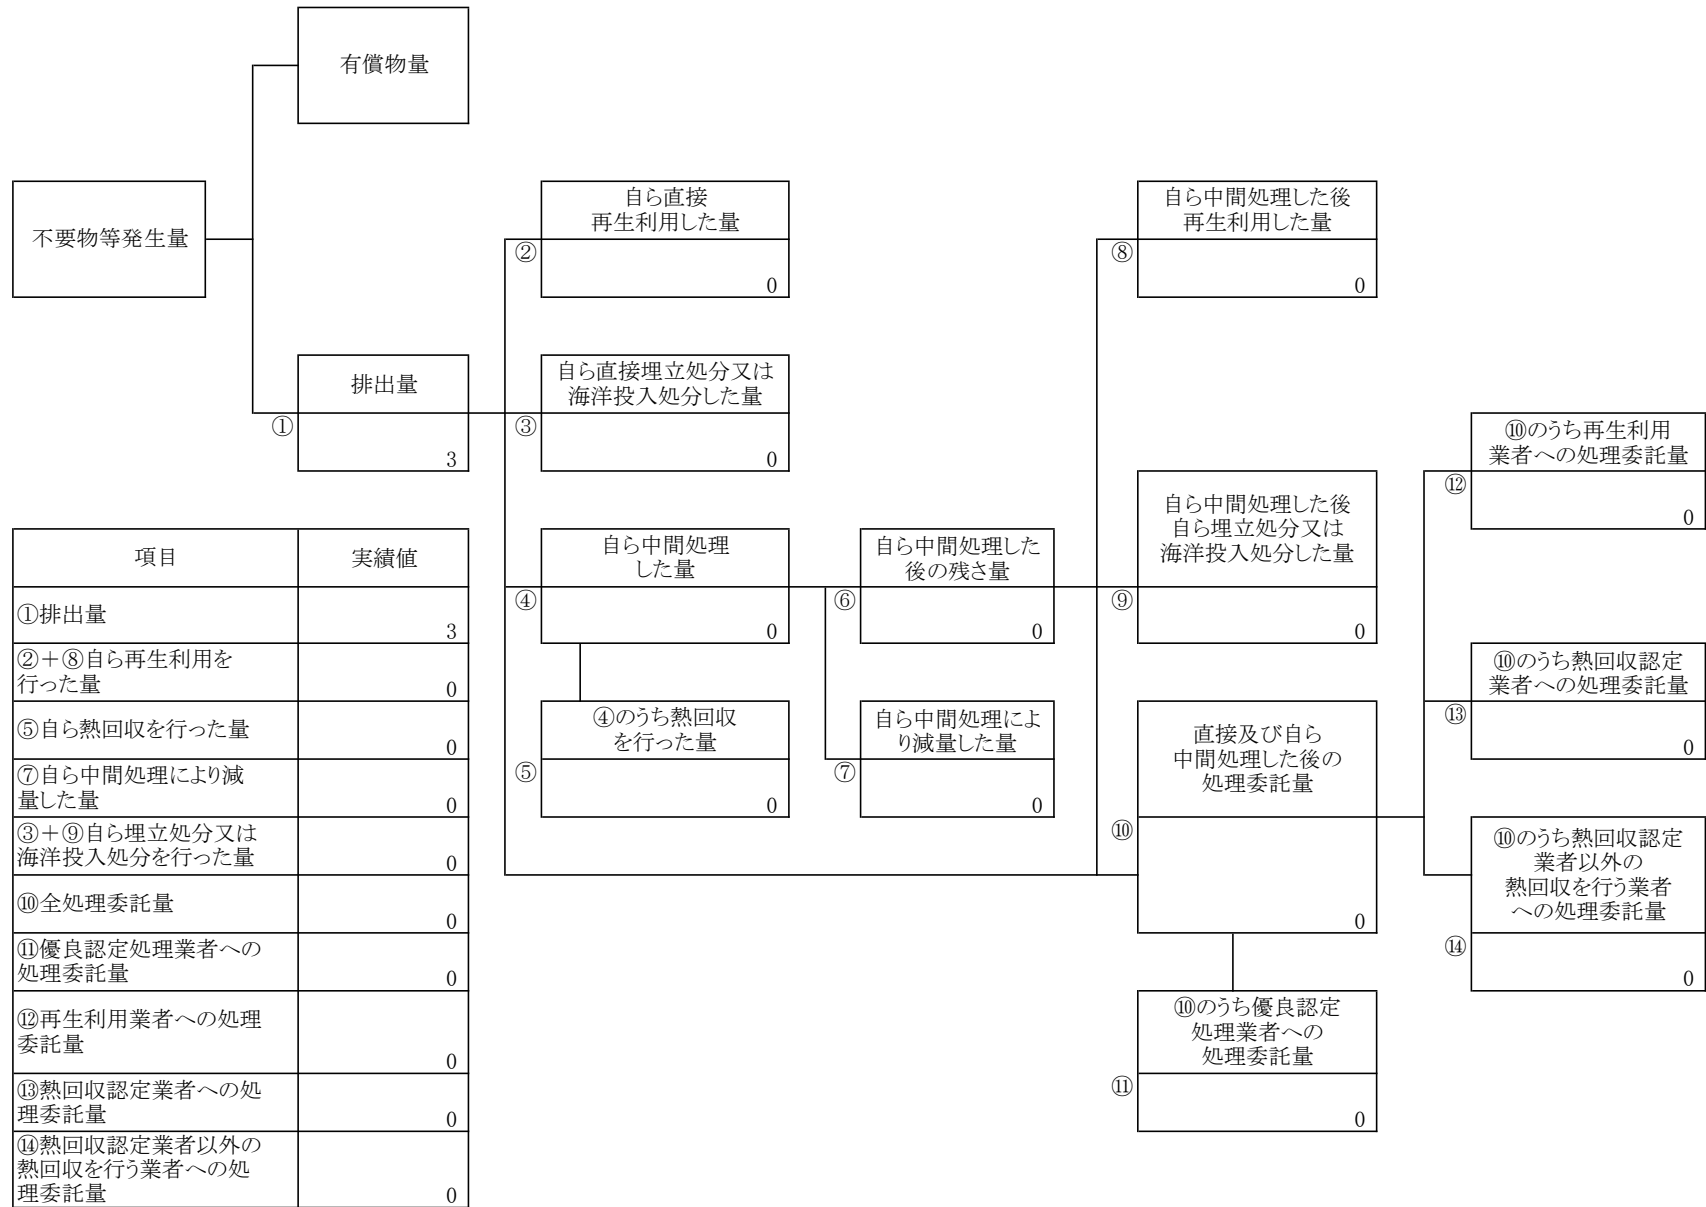 有償物量
不要物等発生量
自ら直接
再生利用した量
②
0
自ら中間処理した後
再生利用した量
⑧
0
排出量
①
3
自ら直接埋立処分又は
海洋投入処分した量
③
0
⑩のうち再生利用
業者への処理委託量
⑫
0
自ら中間処理した後
自ら埋立処分又は
海洋投入処分した量
⑨
0
自ら中間処理
した量
④
0
自ら中間処理した
後の残さ量
⑥
0
④のうち熱回収
を行った量
⑤
0
自ら中間処理によ
り減量した量
⑦
0
直接及び自ら
中間処理した後の
処理委託量
⑩
0
⑩のうち熱回収認定
業者への処理委託量
⑬
0
⑩のうち熱回収認定
業者以外の
熱回収を行う業者
への処理委託量
⑭
0
⑩のうち優良認定
処理業者への
処理委託量
⑪
0
項目 実績値
①排出量
3
②+⑧自ら再生利用を
行った量
0
⑤自ら熱回収を行った量
0
⑦自ら中間処理により減
量した量
0
③+⑨自ら埋立処分又は
海洋投入処分を行った量
0
⑩全処理委託量
0
⑪優良認定処理業者への
処理委託量
0
⑫再生利用業者への処理
委託量
0
⑬熱回収認定業者への処
理委託量
0
⑭熱回収認定業者以外の
熱回収を行う業者への処
理委託量
0